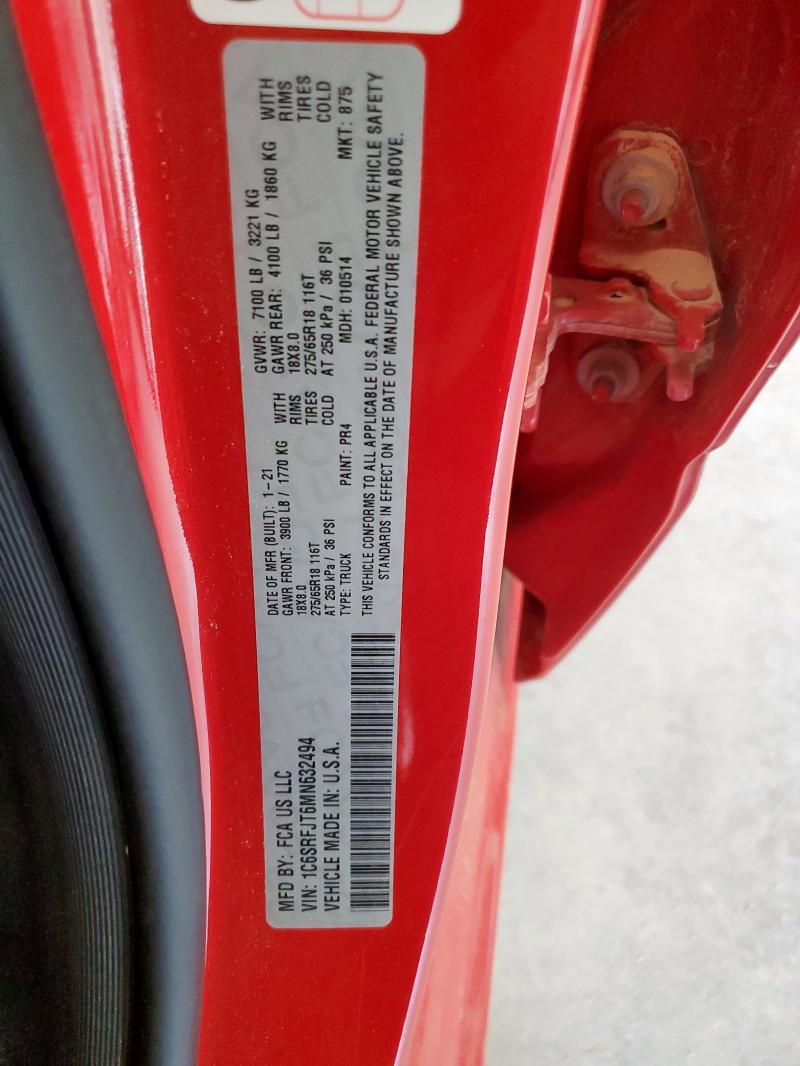 MFD BY: FCA US LLC
VIN: 1C6SRFJT6MN632494
VEHICLE MADE IN: U.S.A.
DATE OF MFR (BUILT): 1-21
GAWR FRONT: 3900 LB / 1770 KG WITH
18X8.0 RIMS
275/65R18 116T TIRES
AT 250 kPa / 36 PSI COLD
TYPE: TRUCK PAINT: PR4
GVWR: 7100 LB / 3221 KG
GAWR REAR: 4100 LB / 1860 KG WITH
18X8.0 RIMS
275/65R18 116T TIRES
AT 250 kPa / 36 PSI COLD
MDH: 010514 MKT: 875
THIS VEHICLE CONFORMS TO ALL APPLICABLE U.S.A. FEDERAL MOTOR VEHICLE SAFETY
STANDARDS IN EFFECT ON THE DATE OF MANUFACTURE SHOWN ABOVE.